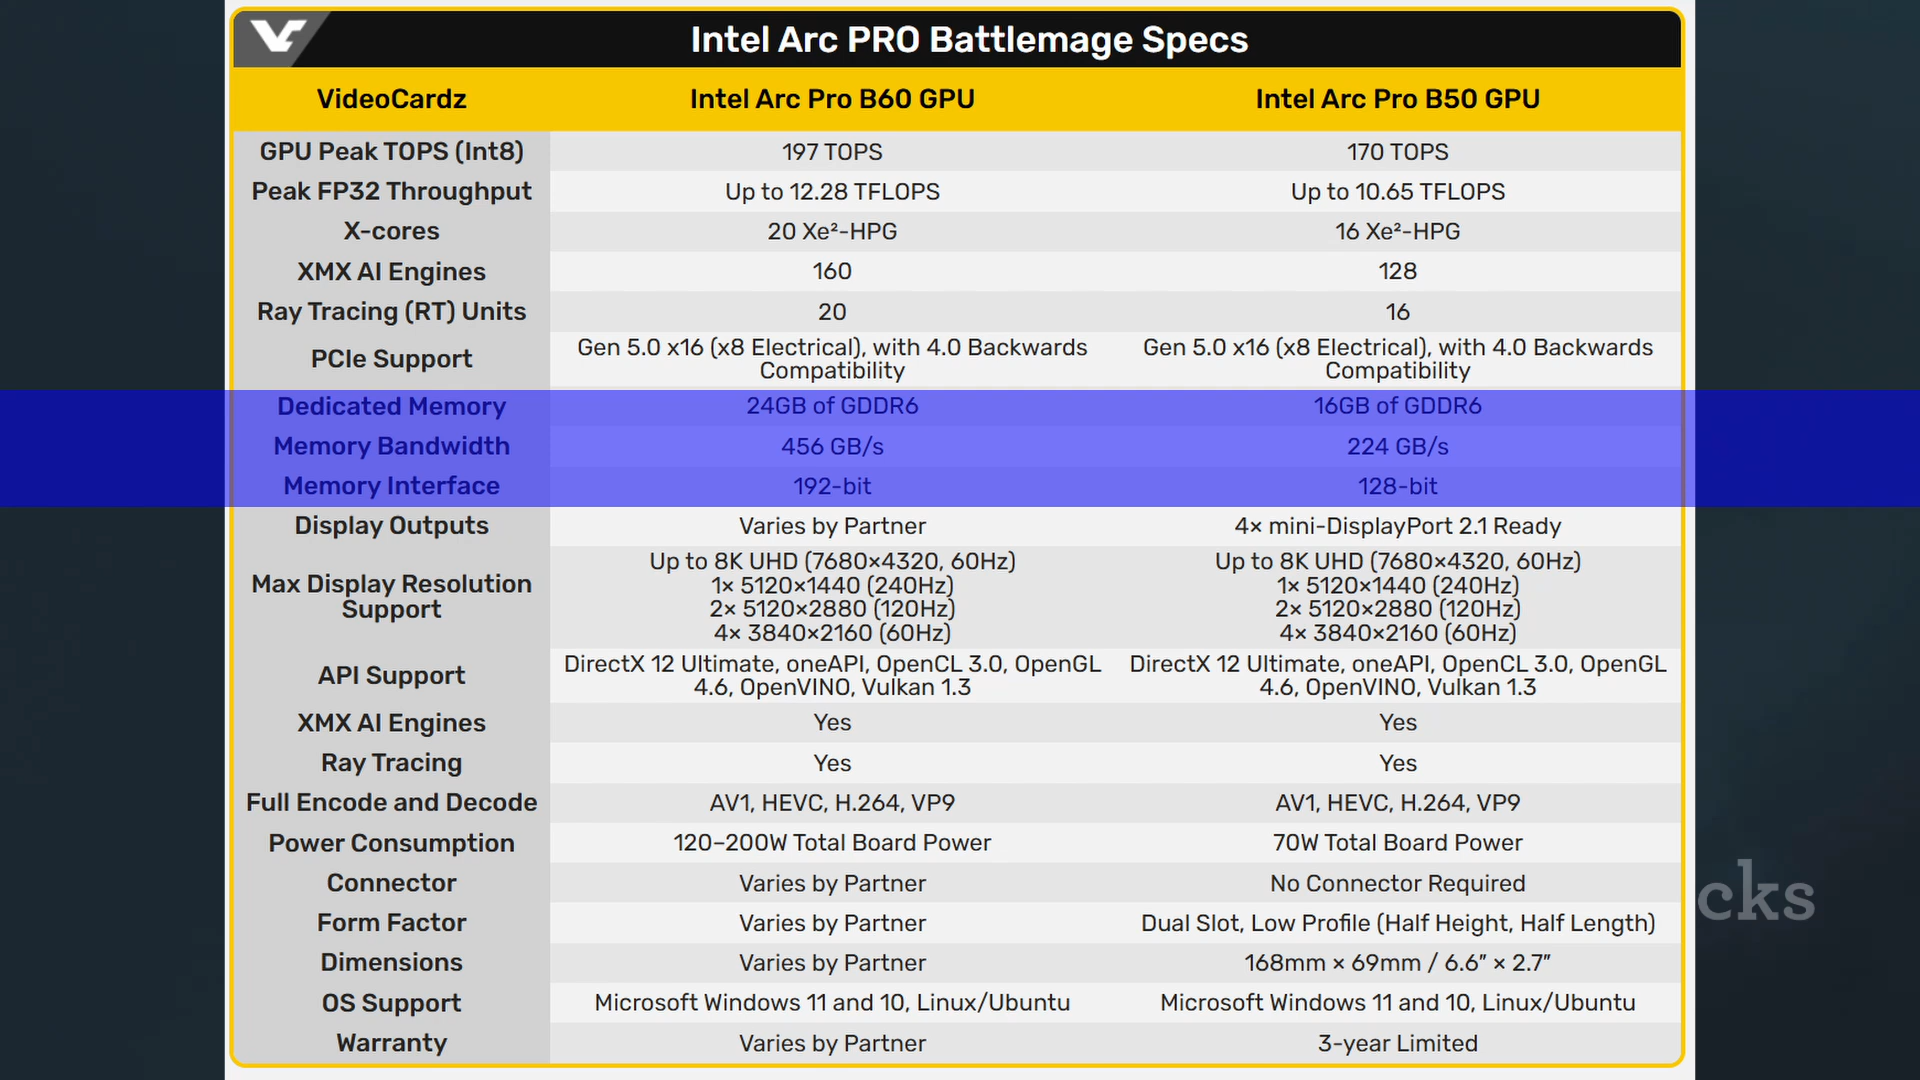 Intel Arc PRO Battlemage Specs
VideoCardz Intel Arc Pro B60 GPU Intel Arc Pro B50 GPU
GPU Peak TOPS (Int8) 197 TOPS 170 TOPS
Peak FP32 Throughput Up to 12.28 TFLOPS Up to 10.65 TFLOPS
X-cores 20 Xe²-HPG 16 Xe²-HPG
XMX AI Engines 160 128
Ray Tracing (RT) Units 20 16
PCIe Support Gen 5.0 x16 (x8 Electrical), with 4.0 Backwards Compatibility Gen 5.0 x16 (x8 Electrical), with 4.0 Backwards Compatibility
Dedicated Memory 24GB of GDDR6 16GB of GDDR6
Memory Bandwidth 456 GB/s 224 GB/s
Memory Interface 192-bit 128-bit
Display Outputs Varies by Partner 4× mini-DisplayPort 2.1 Ready
Max Display Resolution Support
Up to 8K UHD (7680×4320, 60Hz) Up to 8K UHD (7680×4320, 60Hz)
1× 5120×1440 (240Hz) 1× 5120×1440 (240Hz)
2× 5120×2880 (120Hz) 2× 5120×2880 (120Hz)
4× 3840×2160 (60Hz) 4× 3840×2160 (60Hz)
API Support DirectX 12 Ultimate, oneAPI, OpenCL 3.0, OpenGL 4.6, OpenVINO, Vulkan 1.3 DirectX 12 Ultimate, oneAPI, OpenCL 3.0, OpenGL 4.6, OpenVINO, Vulkan 1.3
XMX AI Engines Yes Yes
Ray Tracing Yes Yes
Full Encode and Decode AV1, HEVC, H.264, VP9 AV1, HEVC, H.264, VP9
Power Consumption 120–200W Total Board Power 70W Total Board Power
Connector Varies by Partner No Connector Required
cks
Form Factor Varies by Partner Dual Slot, Low Profile (Half Height, Half Length)
Dimensions Varies by Partner 168mm × 69mm / 6.6″ × 2.7″
OS Support Microsoft Windows 11 and 10, Linux/Ubuntu Microsoft Windows 11 and 10, Linux/Ubuntu
Warranty Varies by Partner 3-year Limited